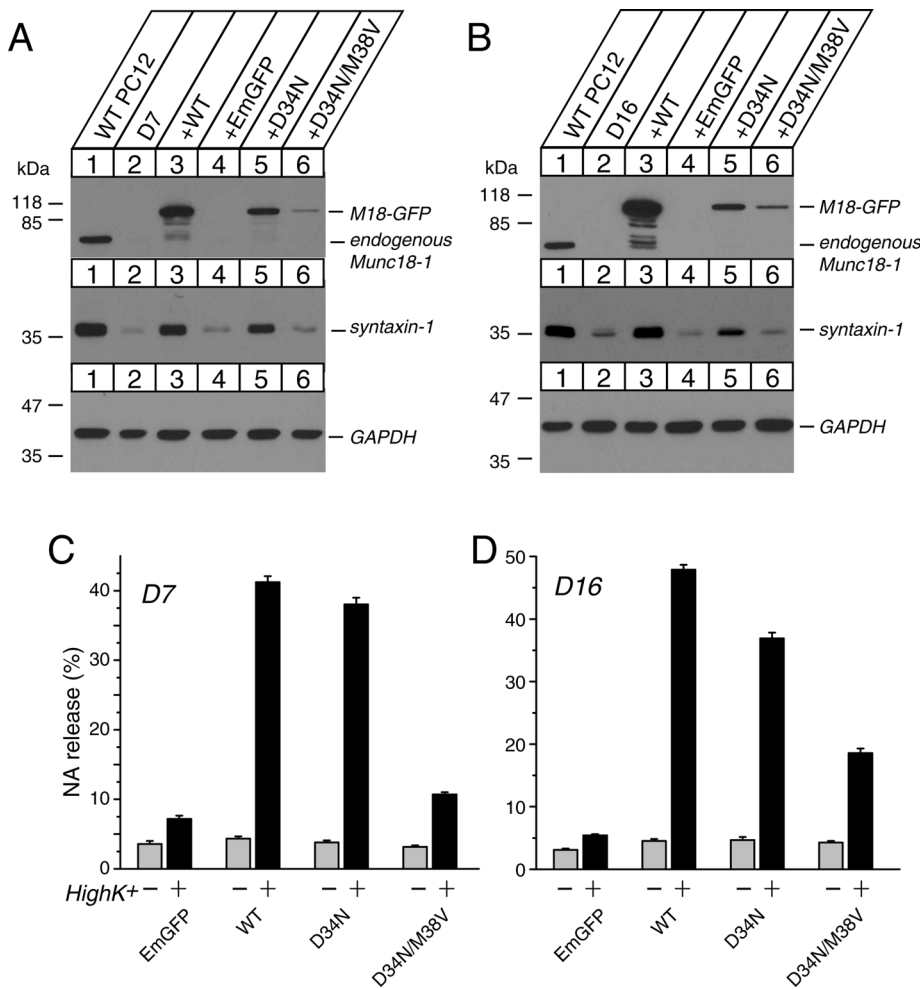 A
WT PC12
D7
+WT
+EmGFP
+D34N
+D34N/M38V
kDa
1 2 3 4 5 6
118
85
M18-GFP
endogenous
Munc18-1
1 2 3 4 5 6
35
syntaxin-1
1 2 3 4 5 6
47
35
GAPDH
B
WT PC12
D16
+WT
+EmGFP
+D34N
+D34N/M38V
kDa
1 2 3 4 5 6
118
85
M18-GFP
endogenous
Munc18-1
1 2 3 4 5 6
35
syntaxin-1
1 2 3 4 5 6
47
35
GAPDH
C
D7
NA release (%)
40
30
20
10
0
HighK+ − + − + − + − +
EmGFP
WT
D34N
D34N/M38V
D
D16
50
40
30
20
10
0
− + − + − + − +
EmGFP
WT
D34N
D34N/M38V